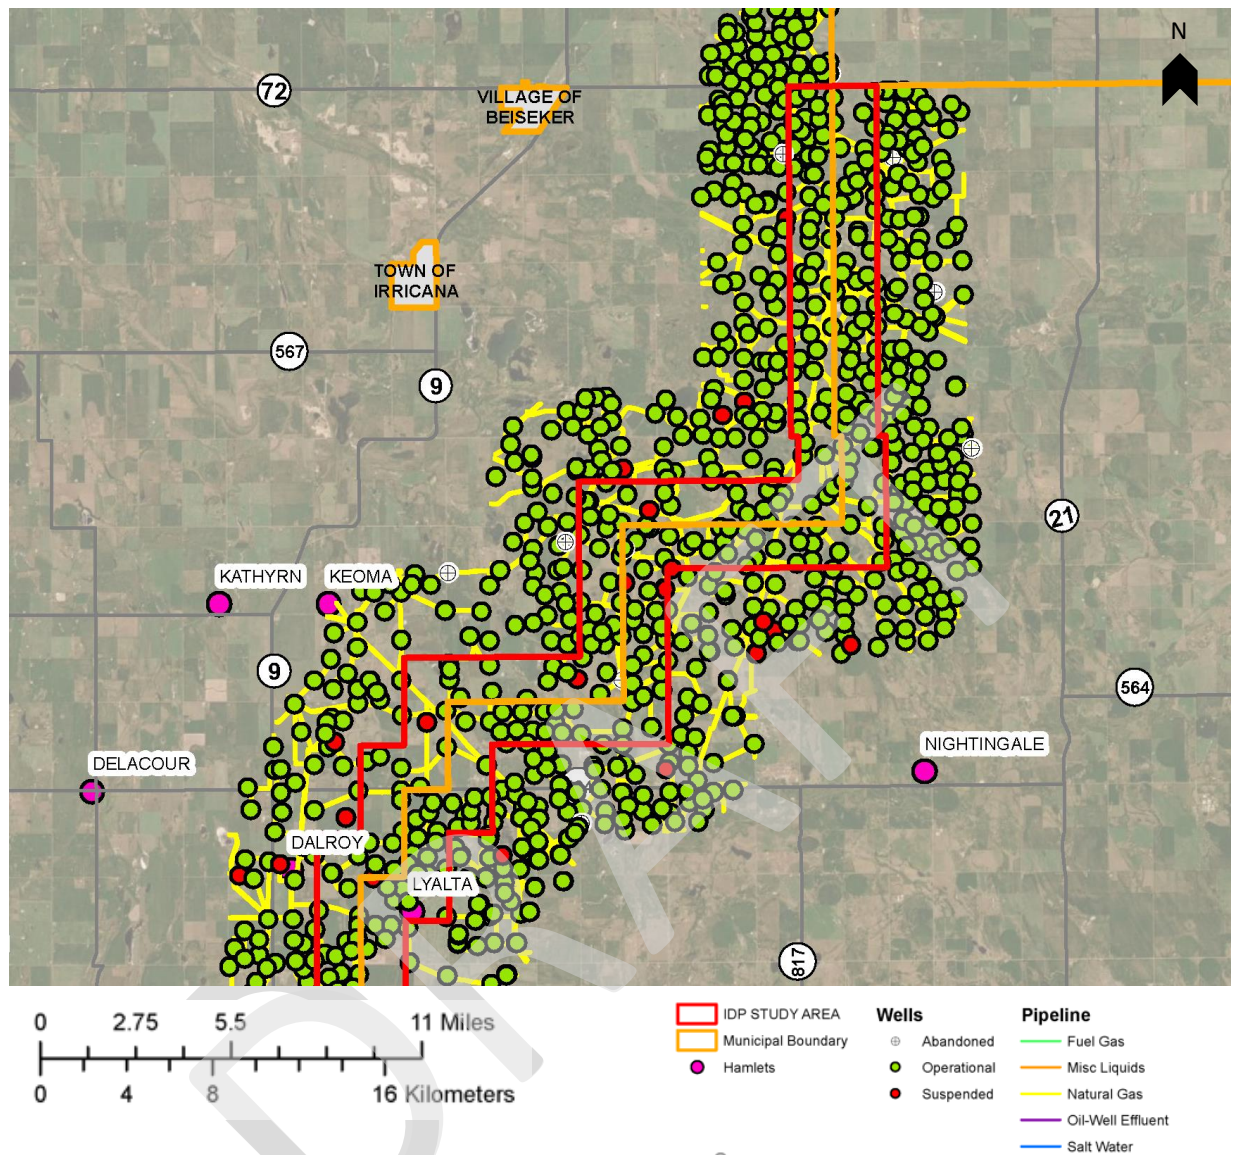 N
72
VILLAGE OF
BEISEKER
TOWN OF
IRRICANA
567
9
21
KATHYRN
KEOMA
9
564
NIGHTINGALE
DELACOUR
DALROY
LYALTA
817
DRAFT
0 2.75 5.5 11 Miles
0 4 8 16 Kilometers
IDP STUDY AREA
Municipal Boundary
Hamlets
Wells
Abandoned
Operational
Suspended
Pipeline
Fuel Gas
Misc Liquids
Natural Gas
Oil-Well Effluent
Salt Water